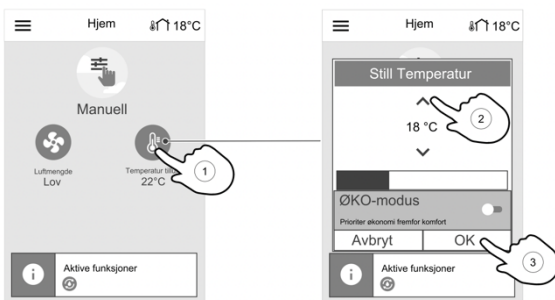 Hjem
18°C
Manuell
Luftmengde
Lov
Temperatur
22°C
1
Aktive funksjoner
i
Hjem
18°C
Still Temperatur
18 °C
2
ØKO-modus
Prioriter økonomi fremfor komfort
Avbryt
OK
3
Aktive funksjoner
i